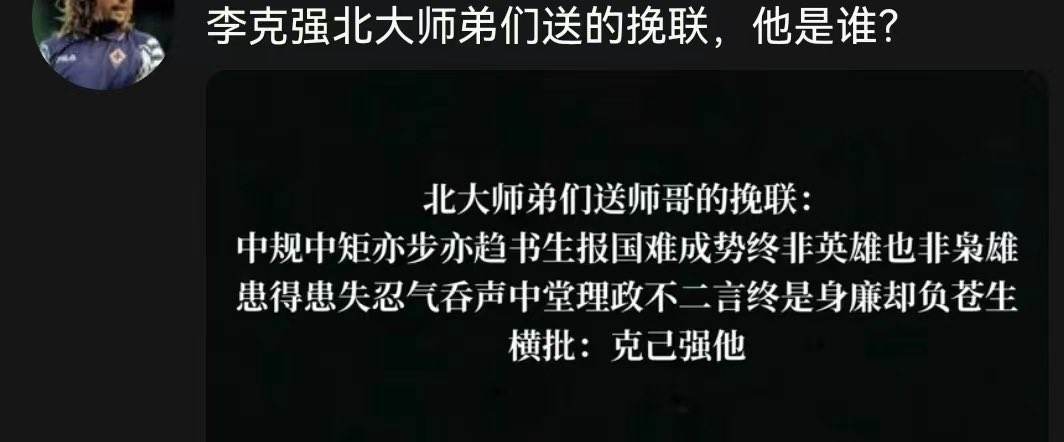 李克强北大师弟们送的挽联，他是谁？
北大师弟们送师哥的挽联：
中规中矩亦步亦趋书生报国难成势终非英雄也非枭雄
患得患失忍气吞声中堂理政不二言终是身廉却负苍生
横批：克己强他